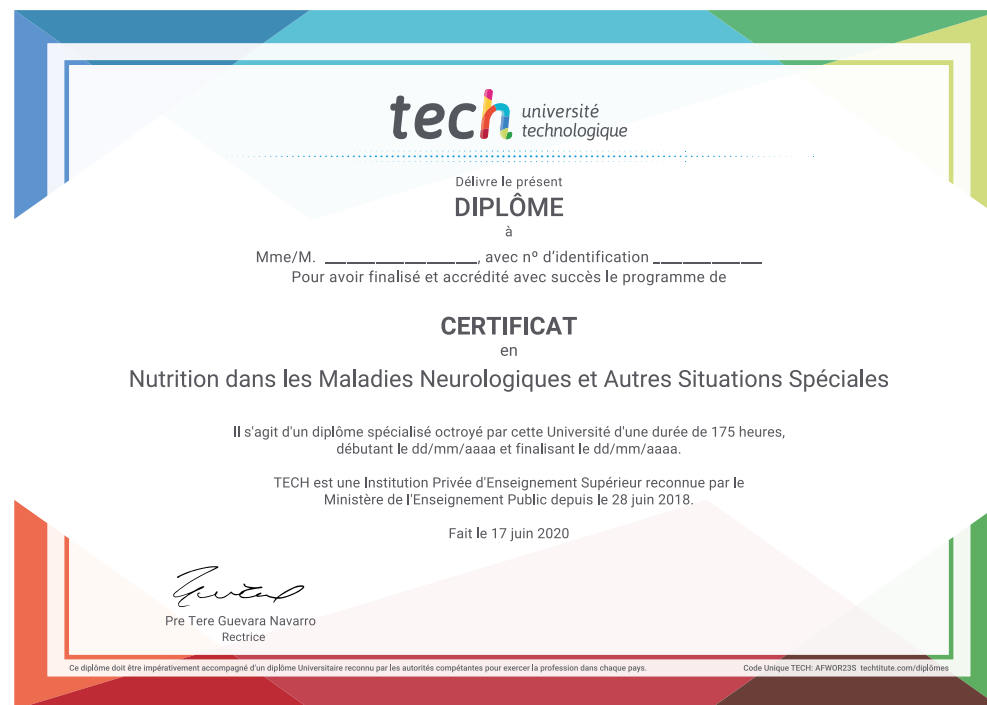 tech université
technologique
Délivre le présent
DIPLÔME
à
Mme/M. ______________, avec nº d'identification __________
Pour avoir finalisé et accrédité avec succès le programme de
CERTIFICAT
en
Nutrition dans les Maladies Neurologiques et Autres Situations Spéciales
Il s'agit d'un diplôme spécialisé octroyé par cette Université d'une durée de 175 heures,
débutant le dd/mm/aaaa et finalisant le dd/mm/aaaa.
TECH est une Institution Privée d'Enseignement Supérieur reconnue par le
Ministère de l'Enseignement Public depuis le 28 juin 2018.
Fait le 17 juin 2020
Pre Tere Guevara Navarro
Rectrice
Ce diplôme doit être impérativement accompagné d'un diplôme Universitaire reconnu par les autorités compétantes pour exercer la profession dans chaque pays.
Code Unique TECH: AFWOR23S techtitute.com/diplômes